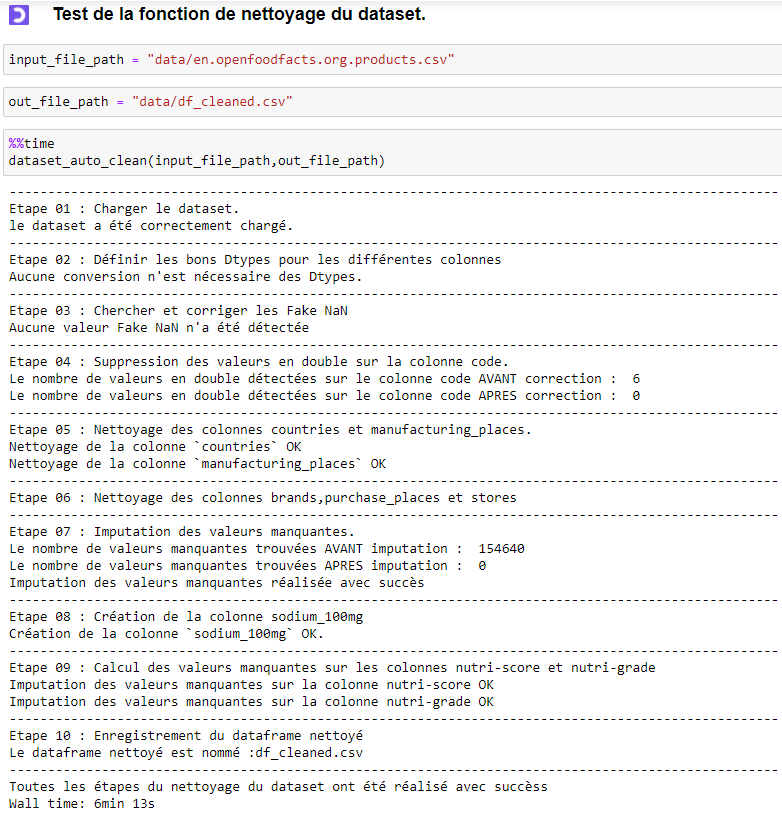 Test de la fonction de nettoyage du dataset.
input_file_path = "data/en.openfoodfacts.org.products.csv"
out_file_path = "data/df_cleaned.csv"
%%time
dataset_auto_clean(input_file_path,out_file_path)
----------------------------------------------------------------------------------------------------
Etape 01 : Charger le dataset.
le dataset a été correctement chargé.
----------------------------------------------------------------------------------------------------
Etape 02 : Définir les bons Dtypes pour les différentes colonnes
Aucune conversion n'est nécessaire des Dtypes.
----------------------------------------------------------------------------------------------------
Etape 03 : Chercher et corriger les Fake NaN
Aucune valeur Fake NaN n'a été détectée
----------------------------------------------------------------------------------------------------
Etape 04 : Suppression des valeurs en double sur la colonne code.
Le nombre de valeurs en double détectées sur le colonne code AVANT correction :  6
Le nombre de valeurs en double détectées sur le colonne code APRES correction :  0
----------------------------------------------------------------------------------------------------
Etape 05 : Nettoyage des colonnes countries et manufacturing_places.
Nettoyage de la colonne `countries` OK
Nettoyage de la colonne `manufacturing_places` OK
----------------------------------------------------------------------------------------------------
Etape 06 : Nettoyage des colonnes brands,purchase_places et stores
----------------------------------------------------------------------------------------------------
Etape 07 : Imputation des valeurs manquantes.
Le nombre de valeurs manquantes trouvées AVANT imputation :  154640
Le nombre de valeurs manquantes trouvées APRES imputation :  0
Imputation des valeurs manquantes réalisée avec succès
----------------------------------------------------------------------------------------------------
Etape 08 : Création de la colonne sodium_100mg
Création de la colonne `sodium_100mg` OK.
----------------------------------------------------------------------------------------------------
Etape 09 : Calcul des valeurs manquantes sur les colonnes nutri-score et nutri-grade
Imputation des valeurs manquantes sur la colonne nutri-score OK
Imputation des valeurs manquantes sur la colonne nutri-grade OK
----------------------------------------------------------------------------------------------------
Etape 10 : Enregistrement du dataframe nettoyé
Le dataframe nettoyé est nommé :df_cleaned.csv
----------------------------------------------------------------------------------------------------
Toutes les étapes du nettoyage du dataset ont été réalisé avec succèss
Wall time: 6min 13s